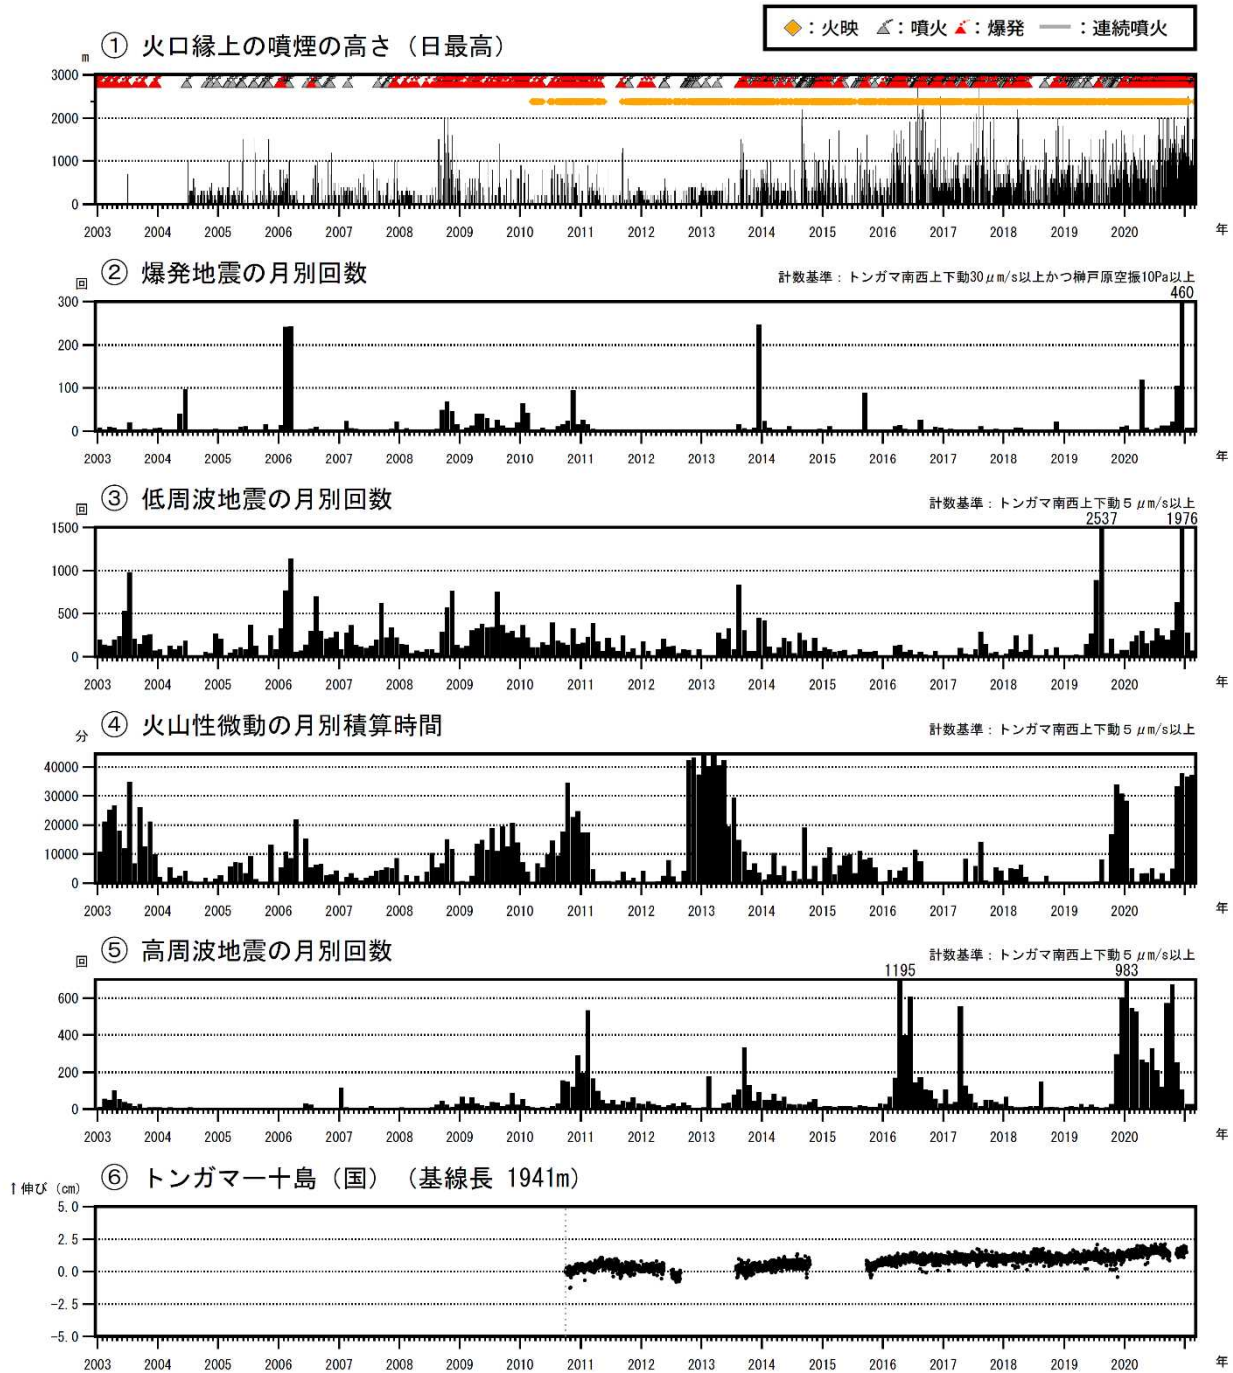 ◆：火映 ：噴火 ：爆発 ：連続噴火
① 火口縁上の噴煙の高さ（日最高）
m
3000
2000
1000
0
2003 2004 2005 2006 2007 2008 2009 2010 2011 2012 2013 2014 2015 2016 2017 2018 2019 2020 年
② 爆発地震の月別回数
計数基準：トンガマ南西上下動30μm/s以上かつ榊戸原空振10Pa以上
回
460
300
200
100
0
2003 2004 2005 2006 2007 2008 2009 2010 2011 2012 2013 2014 2015 2016 2017 2018 2019 2020 年
③ 低周波地震の月別回数
計数基準：トンガマ南西上下動５μm/s以上
回
2537 1976
1500
1000
500
0
2003 2004 2005 2006 2007 2008 2009 2010 2011 2012 2013 2014 2015 2016 2017 2018 2019 2020 年
④ 火山性微動の月別積算時間
計数基準：トンガマ南西上下動５μm/s以上
分
40000
30000
20000
10000
0
2003 2004 2005 2006 2007 2008 2009 2010 2011 2012 2013 2014 2015 2016 2017 2018 2019 2020 年
⑤ 高周波地震の月別回数
計数基準：トンガマ南西上下動５μm/s以上
回
1195 983
600
400
200
0
2003 2004 2005 2006 2007 2008 2009 2010 2011 2012 2013 2014 2015 2016 2017 2018 2019 2020 年
⑥ トンガマー十島（国）（基線長 1941m）
↑伸び（cm）
5.0
2.5
0.0
-2.5
-5.0
2003 2004 2005 2006 2007 2008 2009 2010 2011 2012 2013 2014 2015 2016 2017 2018 2019 2020 年